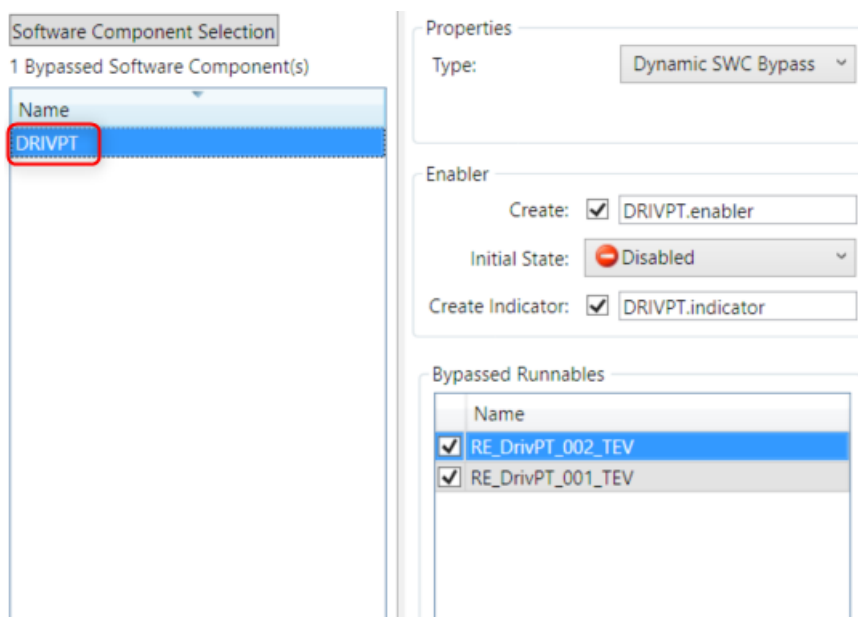 Software Component Selection
1 Bypassed Software Component(s)
Name
DRIVPT
Properties
Type: Dynamic SWC Bypass
Enabler
Create: DRIVPT.enabler
Initial State: Disabled
Create Indicator: DRIVPT.indicator
Bypassed Runnables
Name
RE_DrivPT_002_TEV
RE_DrivPT_001_TEV